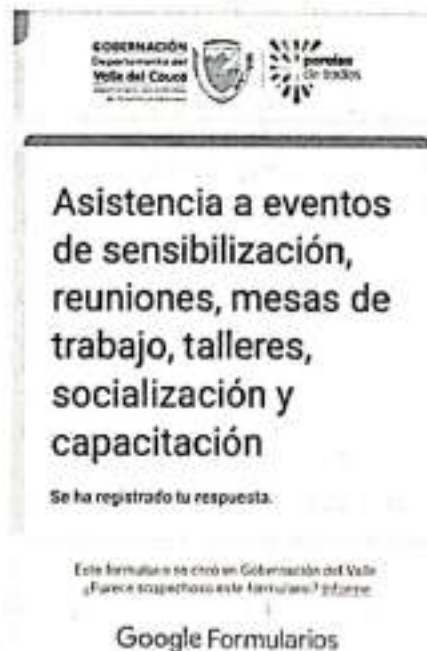 GOBERNACIÓN
Departamento del
Valle del Cauca
de todos
Asistencia a eventos
de sensibilización,
reuniones, mesas de
trabajo, talleres,
socialización y
capacitación
Se ha registrado tu respuesta.
Este formulario se creó en Gobernación del Valle
¿Parece sospechoso este formulario? Informe
Google Formularios